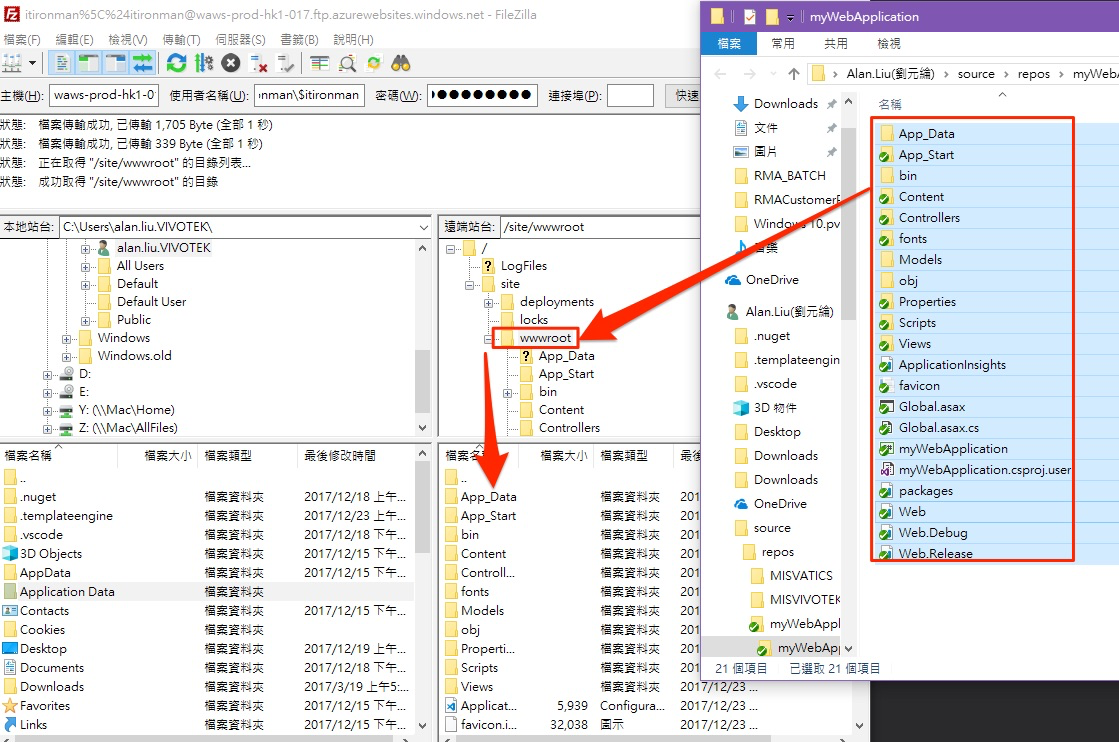 itironman%5C%24itironman@waws-prod-hk1-017.ftp.azurewebsites.windows.net - FileZilla
檔案(F) 編輯(E) 檢視(V) 傳輸(T) 伺服器(S) 書籤(B) 說明(H)
主機(H): waws-prod-hk1-0 使用者名稱(U): nman\$itironman 密碼(W): ●●●●●●●●● 連接埠(P): 快速
狀態: 檔案傳輸成功, 已傳輸 1,705 Byte (全部 1 秒)
狀態: 檔案傳輸成功, 已傳輸 339 Byte (全部 1 秒)
狀態: 正在取得 "/site/wwwroot" 的目錄列表...
狀態: 成功取得 "/site/wwwroot" 的目錄
本地站台: C:\Users\alan.liu.VIVOTEK\
alan.liu.VIVOTEK
All Users
Default
Default User
Public
Windows
Windows.old
D:
E:
Y: (\\Mac\Home)
Z: (\\Mac\AllFiles)
遠端站台: /site/wwwroot
/
LogFiles
site
deployments
locks
wwwroot
App_Data
App_Start
bin
Content
Controllers
檔案名稱 檔案大小 檔案類型 最後修改時間
..
.nuget 檔案資料夾 2017/12/18 上午...
.templateengine 檔案資料夾 2017/12/23 上午...
.vscode 檔案資料夾 2017/12/18 下午...
3D Objects 檔案資料夾 2017/12/15 下午...
AppData 檔案資料夾 2017/12/15 下午...
Application Data 檔案資料夾
Contacts 檔案資料夾 2017/12/15 下午...
Cookies 檔案資料夾
Desktop 檔案資料夾 2017/12/19 上午...
Documents 檔案資料夾 2017/12/18 下午...
Downloads 檔案資料夾 2017/3/19 上午5:...
Favorites 檔案資料夾 2017/12/15 下午...
Links 檔案資料夾 2017/12/15 下午...
檔案名 檔案大小 檔案類型 最後
..
App_Data 檔案資料夾 201
App_Start 檔案資料夾 201
bin 檔案資料夾 201
Content 檔案資料夾 201
Controll... 檔案資料夾 201
fonts 檔案資料夾 201
Models 檔案資料夾 201
obj 檔案資料夾 201
Properti... 檔案資料夾 201
Scripts 檔案資料夾 201
Views 檔案資料夾 2017/12/23 ...
Applicat... 5,939 Configura... 2017/12/23 ...
favicon.i... 32,038 圖示 2017/12/23 ...
myWebApplication
檔案 常用 共用 檢視
Alan.Liu(劉元綸) › source › repos › myWebA
Downloads
文件
圖片
RMA_BATCH
RMACustomerF
Windows 10.pv
音樂
OneDrive
Alan.Liu(劉元綸)
.nuget
.templateengin
.vscode
3D 物件
Desktop
Downloads
Downloads
OneDrive
source
repos
MISVATICS
MISVIVOTEK
myWebAppl
myWebApp
名稱
App_Data
App_Start
bin
Content
Controllers
fonts
Models
obj
Properties
Scripts
Views
ApplicationInsights
favicon
Global.asax
Global.asax.cs
myWebApplication
myWebApplication.csproj.user
packages
Web
Web.Debug
Web.Release
21 個項目 已選取 21 個項目